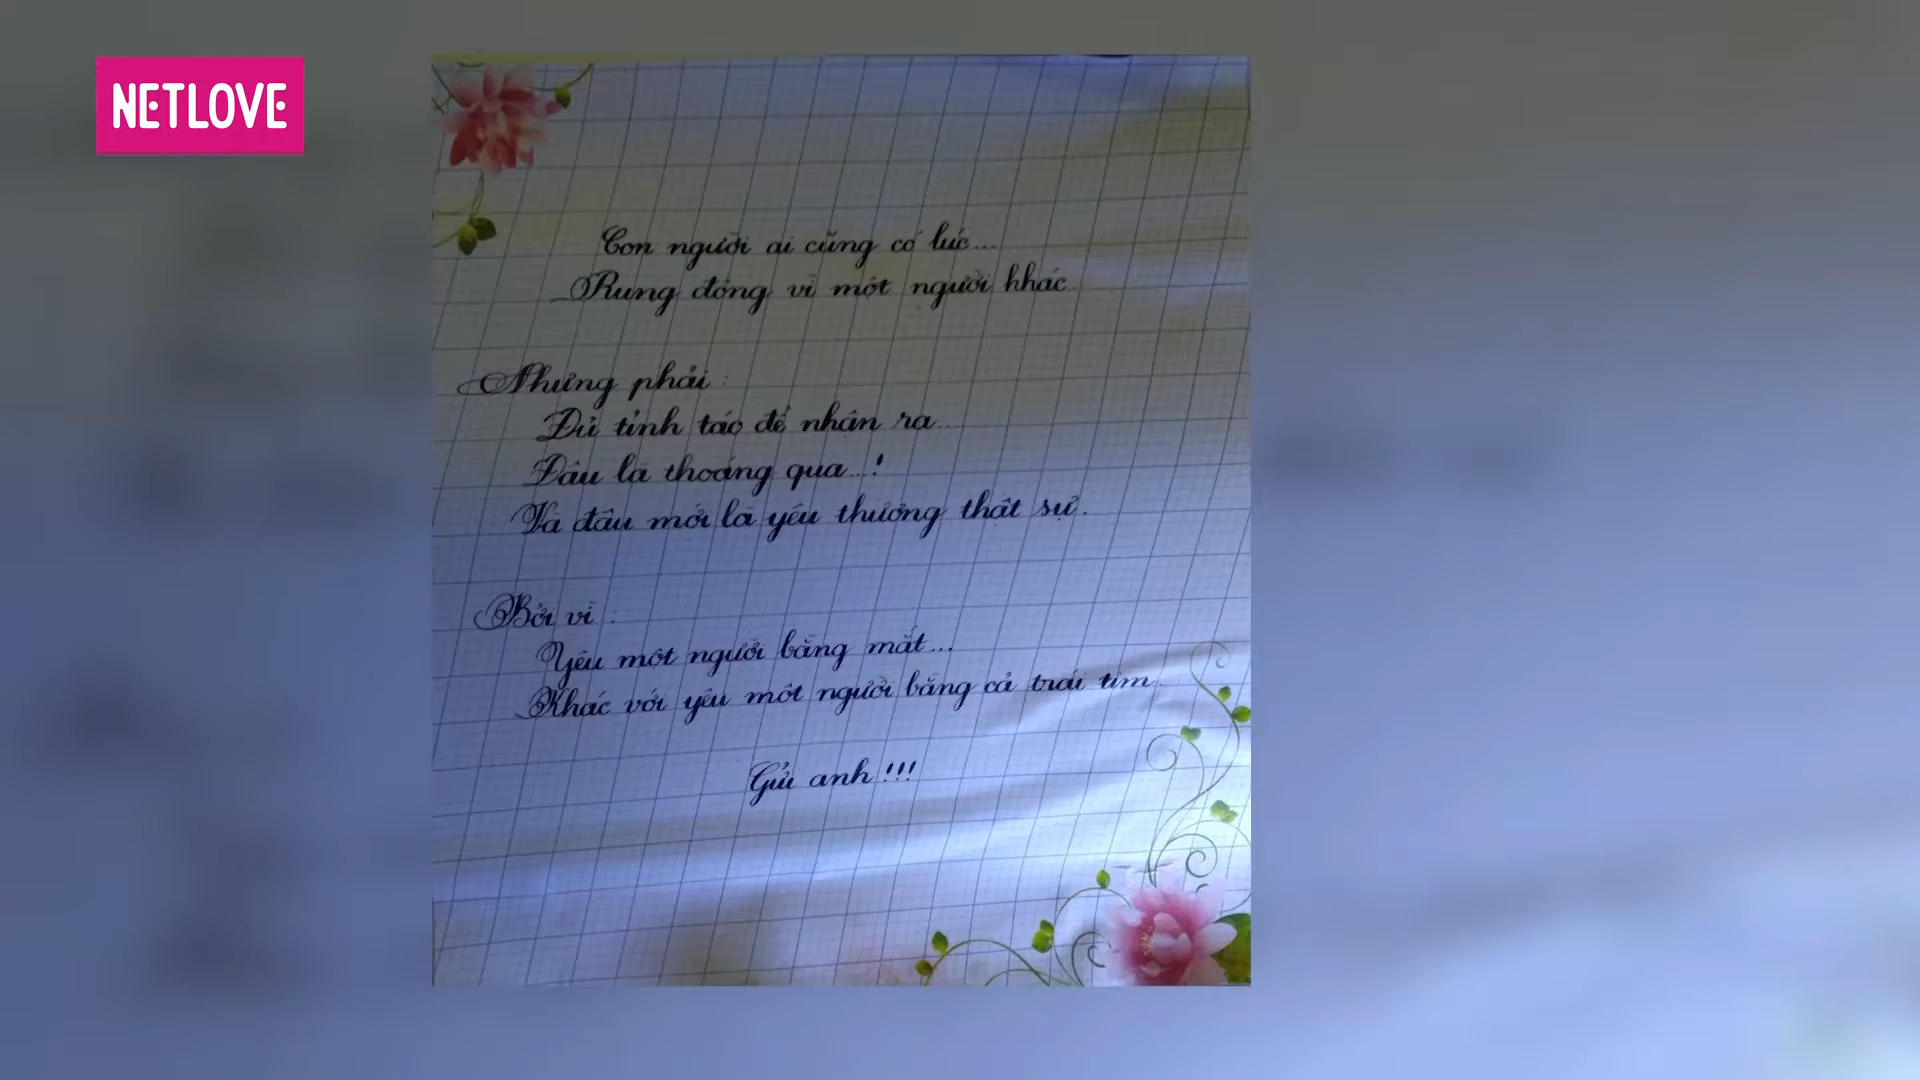 NETLOVE
Con người ai cũng có lúc...
Rung động vì một người khác.
Nhưng phải:
Đủ tỉnh táo để nhận ra...
Đâu là thoáng qua...!
Và đâu mới là yêu thương thật sự.
Bởi vì:
Yêu một người bằng mắt...
Khác với yêu một người bằng cả trái tim.
Gửi anh!!!